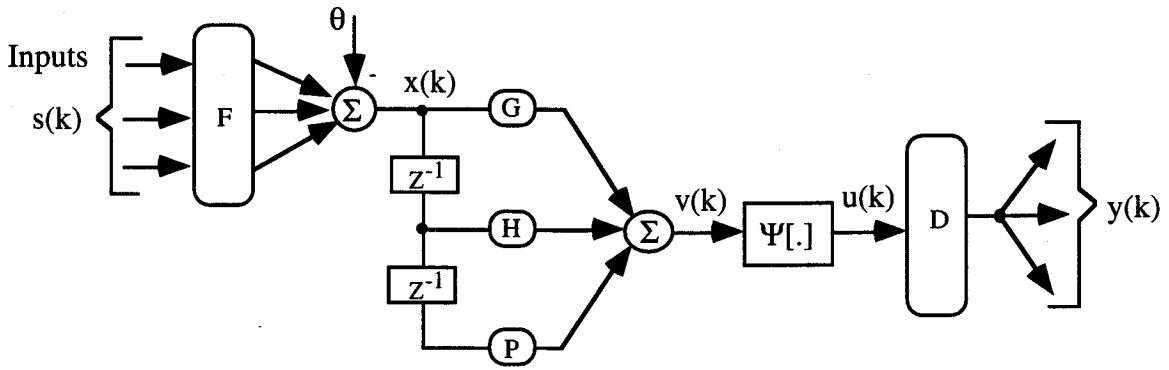 θ
-
Inputs
s(k)
F
Σ
x(k)
G
Z⁻¹
H
Z⁻¹
P
Σ
v(k)
Ψ[.]
u(k)
D
y(k)